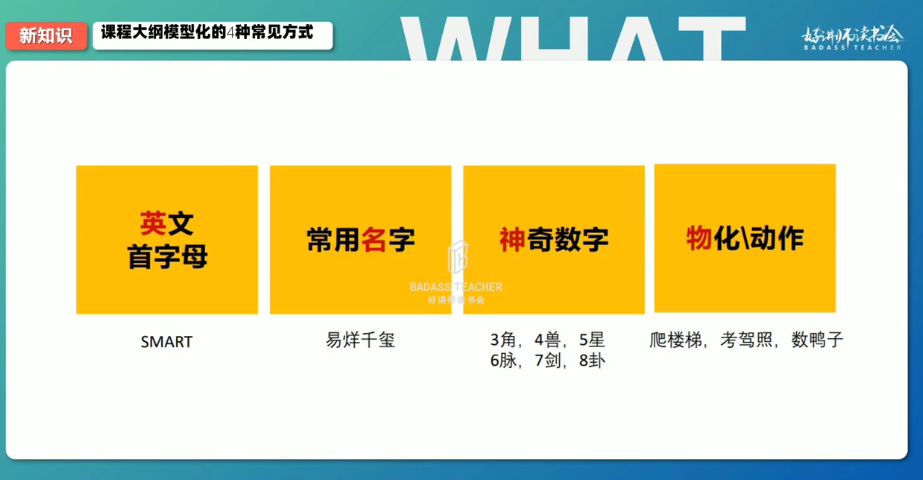 新知识
课程大纲模型化的4种常见方式
WHAT
好讲师读书会
BADASS TEACHER
英文
首字母
常用名字
神奇数字
物化\动作
BADASS TEACHER
好讲师读书会
SMART
易烊千玺
3角，4兽，5星
6脉，7剑，8卦
爬楼梯，考驾照，数鸭子